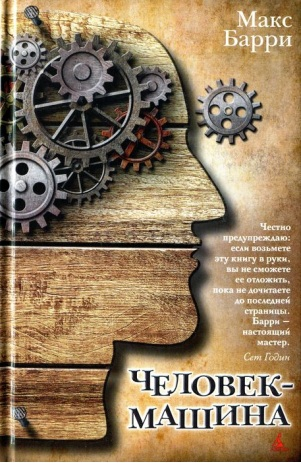 Макс
Барри
Честно
предупреждаю:
если возьмете
эту книгу в руки,
вы не сможете
ее отложить,
пока не дочитаете
до последней
страницы.
Барри –
настоящий
мастер.
Сет Годин
ЧЕЛОВЕК-
МАШИНА